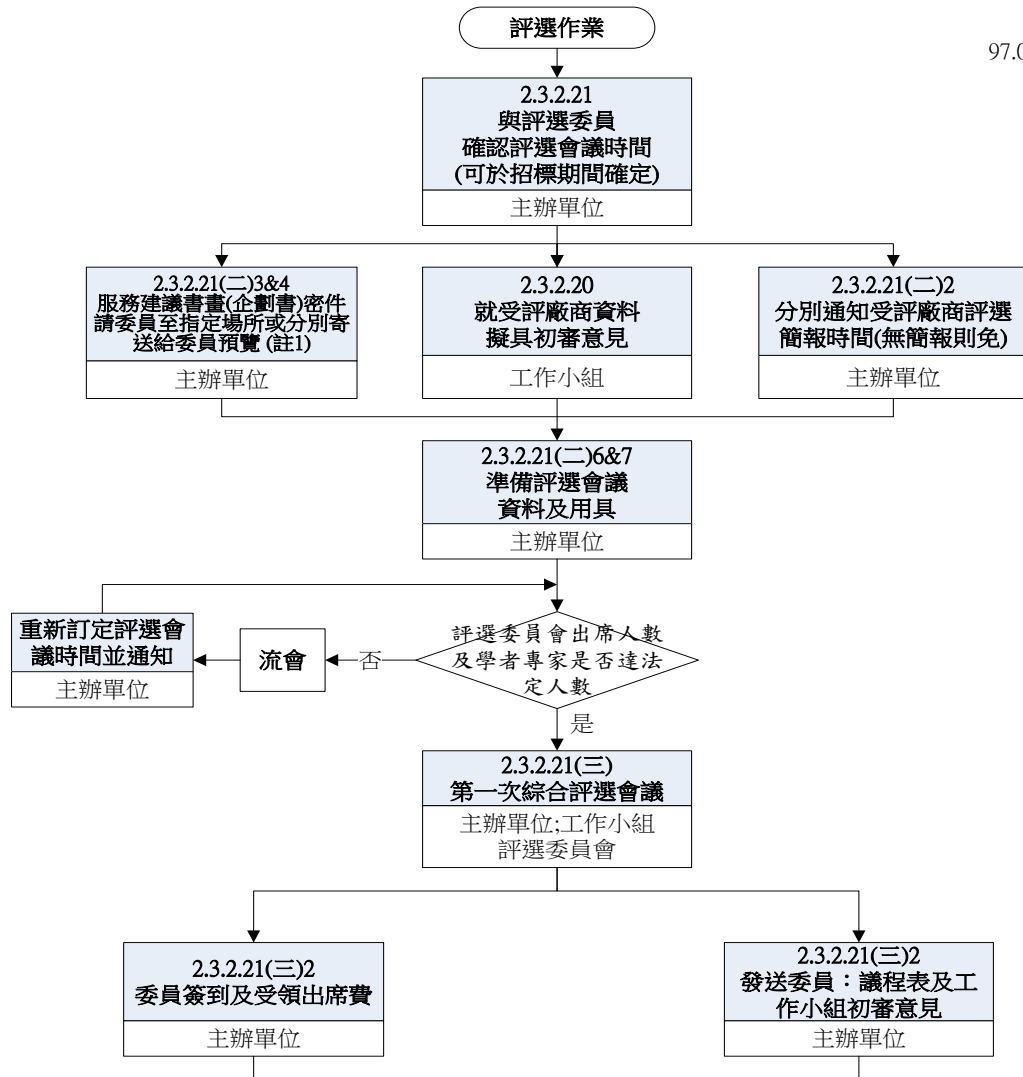 評選作業
97.0
2.3.2.21
與評選委員
確認評選會議時間
(可於招標期間確定)
主辦單位
2.3.2.21(二)3&4
服務建議書畫(企劃書)密件
請委員至指定場所或分別寄
送給委員預覽 (註1)
主辦單位
2.3.2.20
就受評廠商資料
擬具初審意見
工作小組
2.3.2.21(二)2
分別通知受評廠商評選
簡報時間(無簡報則免)
主辦單位
2.3.2.21(二)6&7
準備評選會議
資料及用具
主辦單位
重新訂定評選會
議時間並通知
主辦單位
流會
否
評選委員會出席人數
及學者專家是否達法
定人數
是
2.3.2.21(三)
第一次綜合評選會議
主辦單位;工作小組
評選委員會
2.3.2.21(三)2
委員簽到及受領出席費
主辦單位
2.3.2.21(三)2
發送委員：議程表及工
作小組初審意見
主辦單位